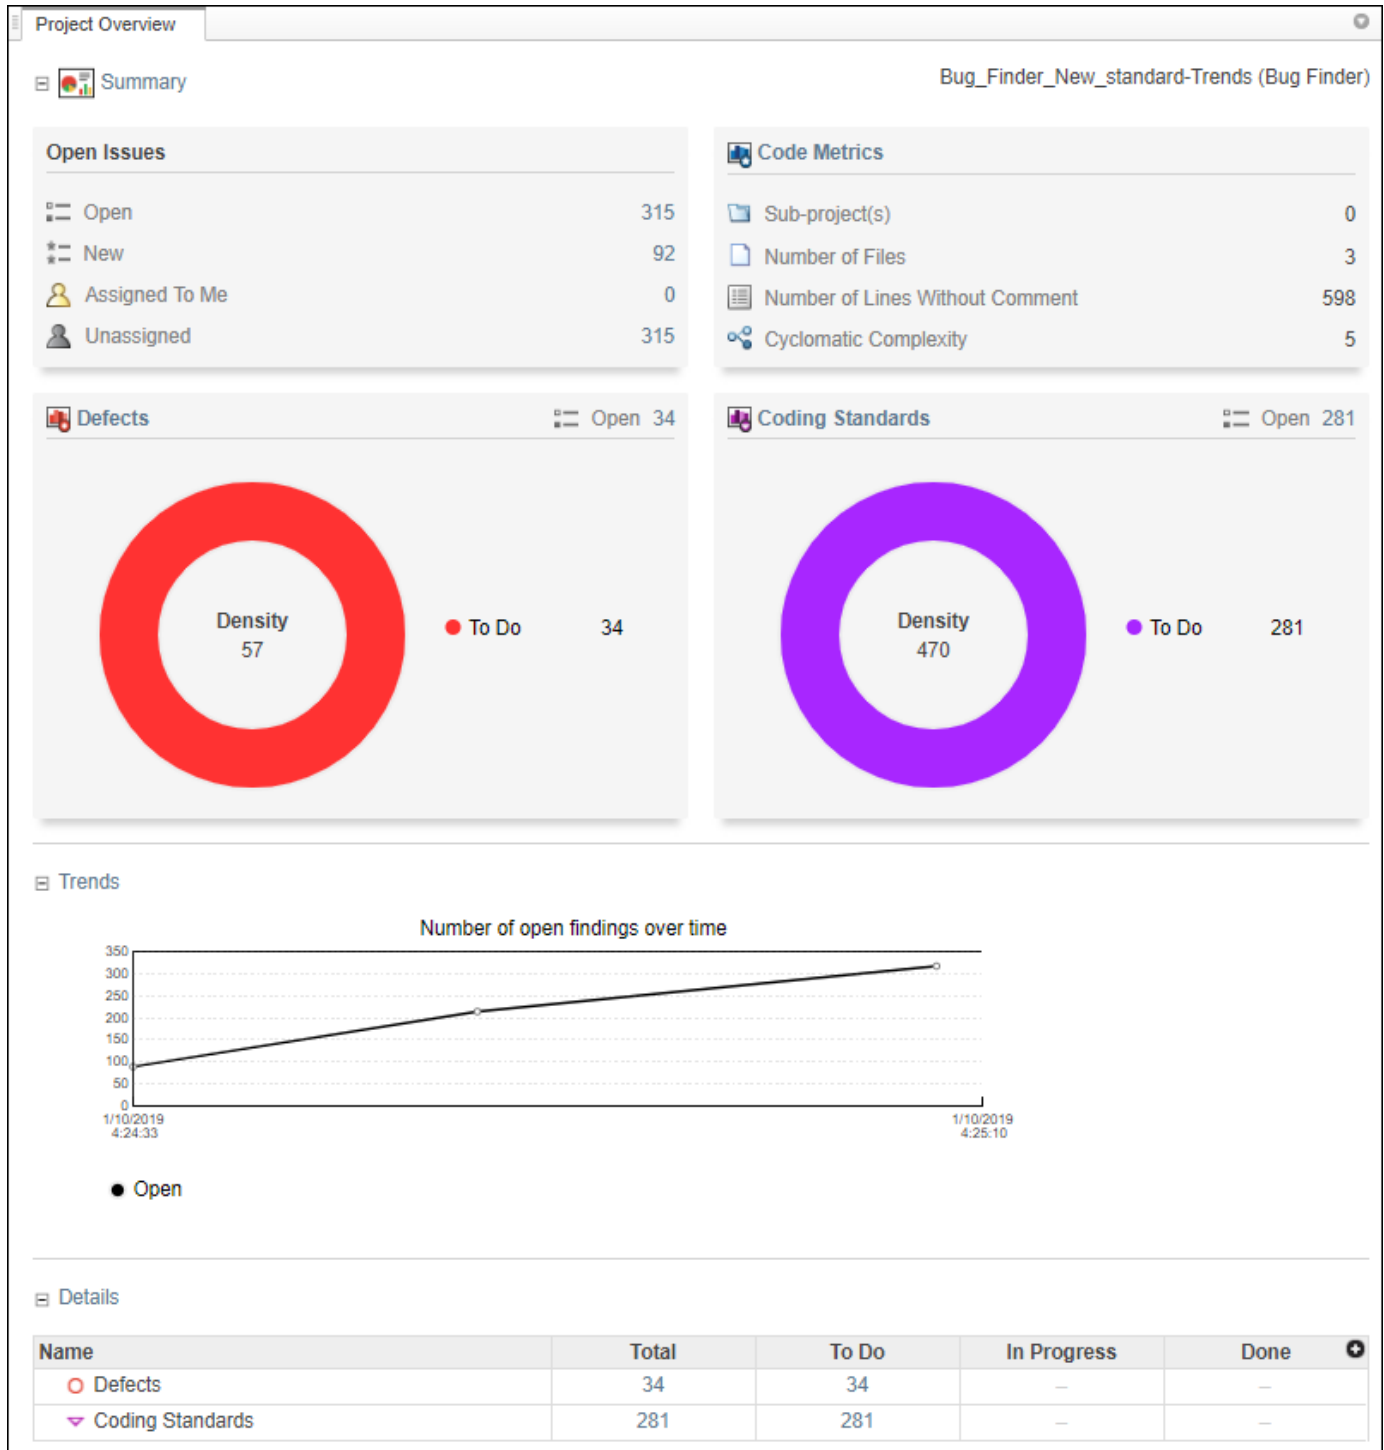 Project Overview
Summary
Bug_Finder_New_standard-Trends (Bug Finder)
Open Issues
Open 315
New 92
Assigned To Me 0
Unassigned 315
Code Metrics
Sub-project(s) 0
Number of Files 3
Number of Lines Without Comment 598
Cyclomatic Complexity 5
Defects Open 34
Density
57
To Do 34
Coding Standards Open 281
Density
470
To Do 281
Trends
Number of open findings over time
350
300
250
200
150
100
50
0
1/10/2019
4:24:33
1/10/2019
4:25:10
Open
Details
Name Total To Do In Progress Done
Defects 34 34 – –
Coding Standards 281 281 – –